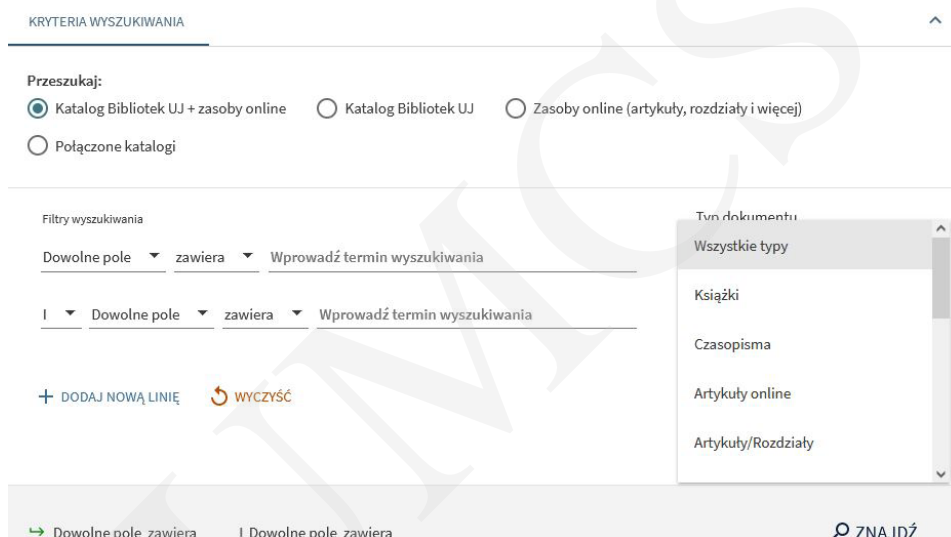 KRYTERIA WYSZUKIWANIA
Przeszukaj:
Katalog Bibliotek UJ + zasoby online Katalog Bibliotek UJ Zasoby online (artykuły, rozdziały i więcej)
Połączone katalogi
Filtry wyszukiwania Typ dokumentu
Dowolne pole zawiera Wprowadź termin wyszukiwania
I Dowolne pole zawiera Wprowadź termin wyszukiwania
Wszystkie typy
Książki
Czasopisma
Artykuły online
Artykuły/Rozdziały
+ DODAJ NOWĄ LINIĘ WYCZYŚĆ
Dowolne pole zawiera I Dowolne pole zawiera ZNAJDŹ
UMCS